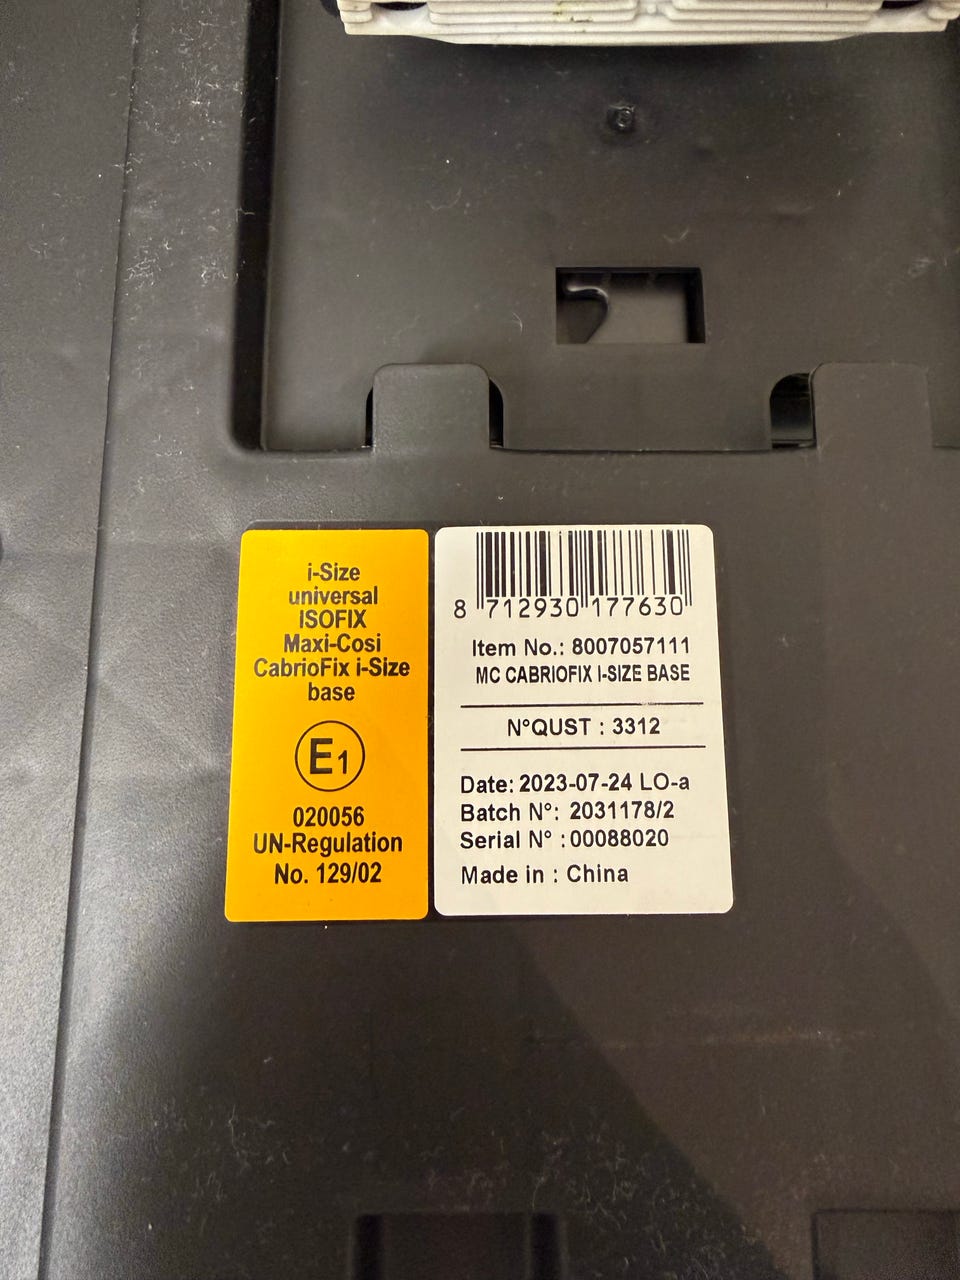 i-Size
universal
ISOFIX
Maxi-Cosi
CabrioFix i-Size
base
E1
020056
UN-Regulation
No. 129/02
8 712930 177630
Item No.: 8007057111
MC CABRIOFIX I-SIZE BASE
N°QUST : 3312
Date: 2023-07-24 LO-a
Batch N°: 2031178/2
Serial N° :00088020
Made in : China